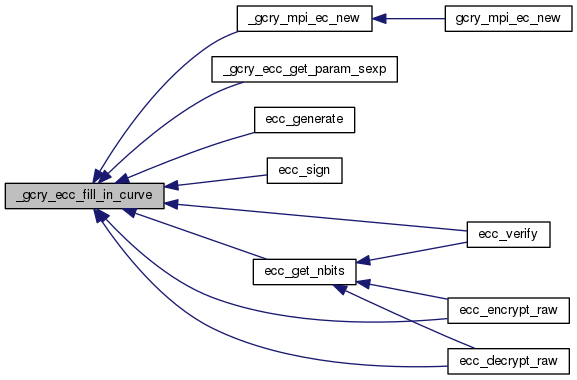 _gcry_mpi_ec_new
gcry_mpi_ec_new
_gcry_ecc_get_param_sexp
ecc_generate
ecc_sign
_gcry_ecc_fill_in_curve
ecc_verify
ecc_get_nbits
ecc_encrypt_raw
ecc_decrypt_raw